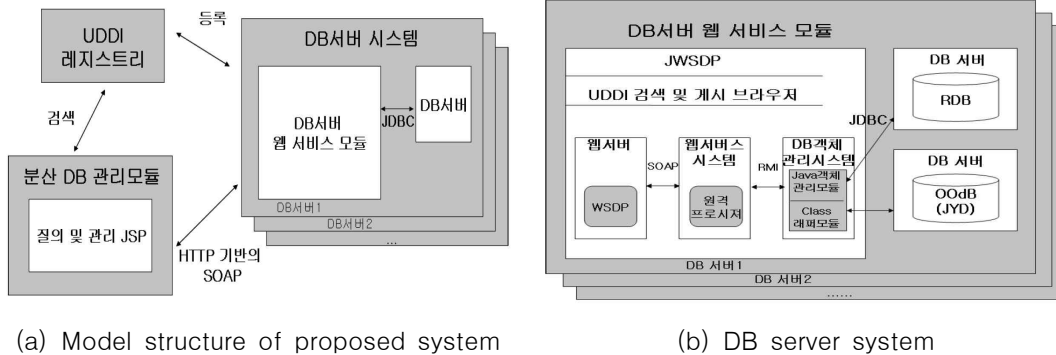 등록
UDDI
레지스트리
검색
분산 DB 관리모듈
질의 및 관리 JSP
HTTP 기반의
SOAP
DB서버 시스템
DB서버
웹 서비스 모듈
JDBC
DB서버
DB서버1
DB서버2
...
(a) Model structure of proposed system
DB서버 웹 서비스 모듈
JWSDP
UDDI 검색 및 게시 브라우저
웹서버
WSDP
SOAP
웹서버스
시스템
원격
프로시져
RMI
DB객체
관리시스템
Java객체
관리모듈
Class
래퍼모듈
JDBC
DB 서버
RDB
DB 서버
OOdB
(JYD)
DB 서버1
DB 서버2
......
(b) DB server system